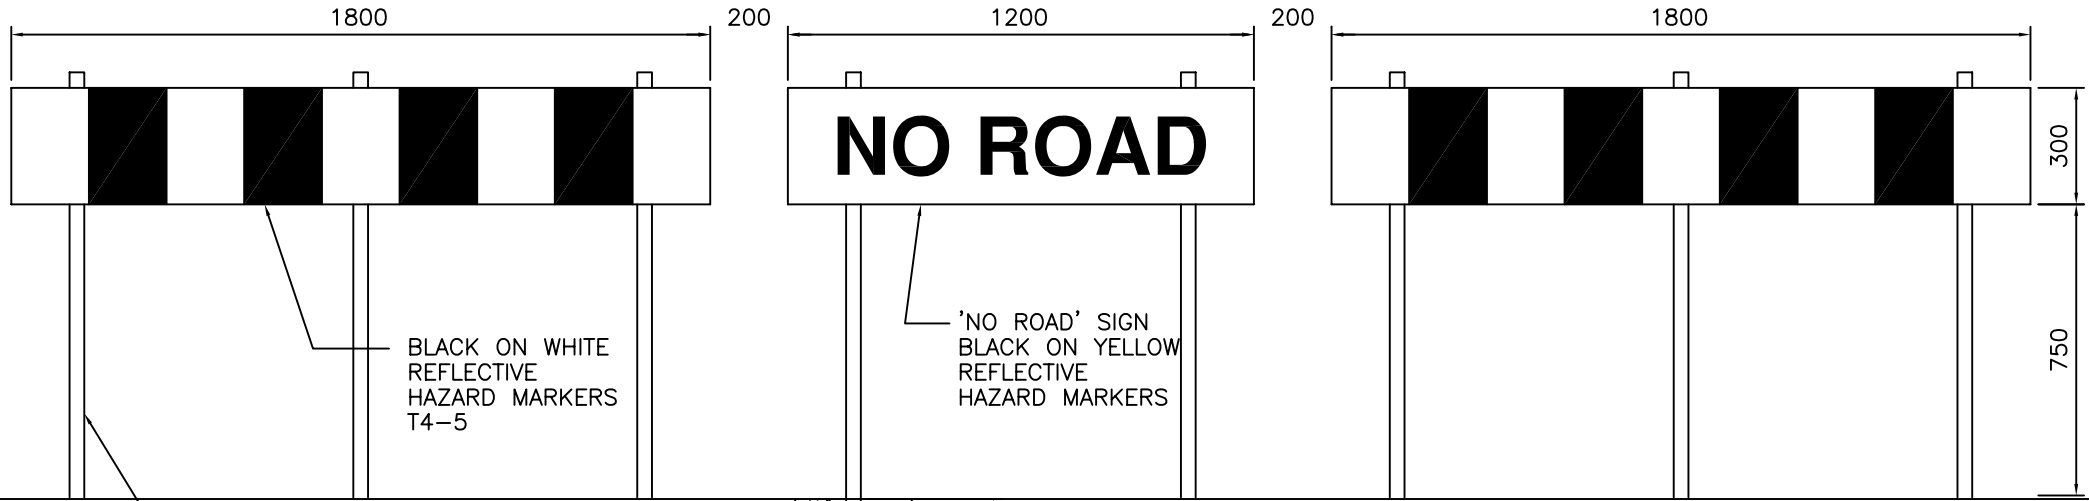 1800
200
1200
200
1800
NO ROAD
300
750
BLACK ON WHITE
REFLECTIVE
HAZARD MARKERS
T4-5
'NO ROAD' SIGN
BLACK ON YELLOW
REFLECTIVE
HAZARD MARKERS